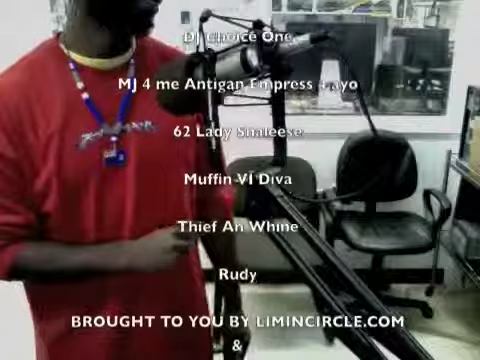 DJ Choice One
MJ 4 me Antigan Empress Fayo
62 Lady Shaleese
Muffin VI Diva
Thief An Whine
Rudy
BROUGHT TO YOU BY LIMINCIRCLE.COM
&